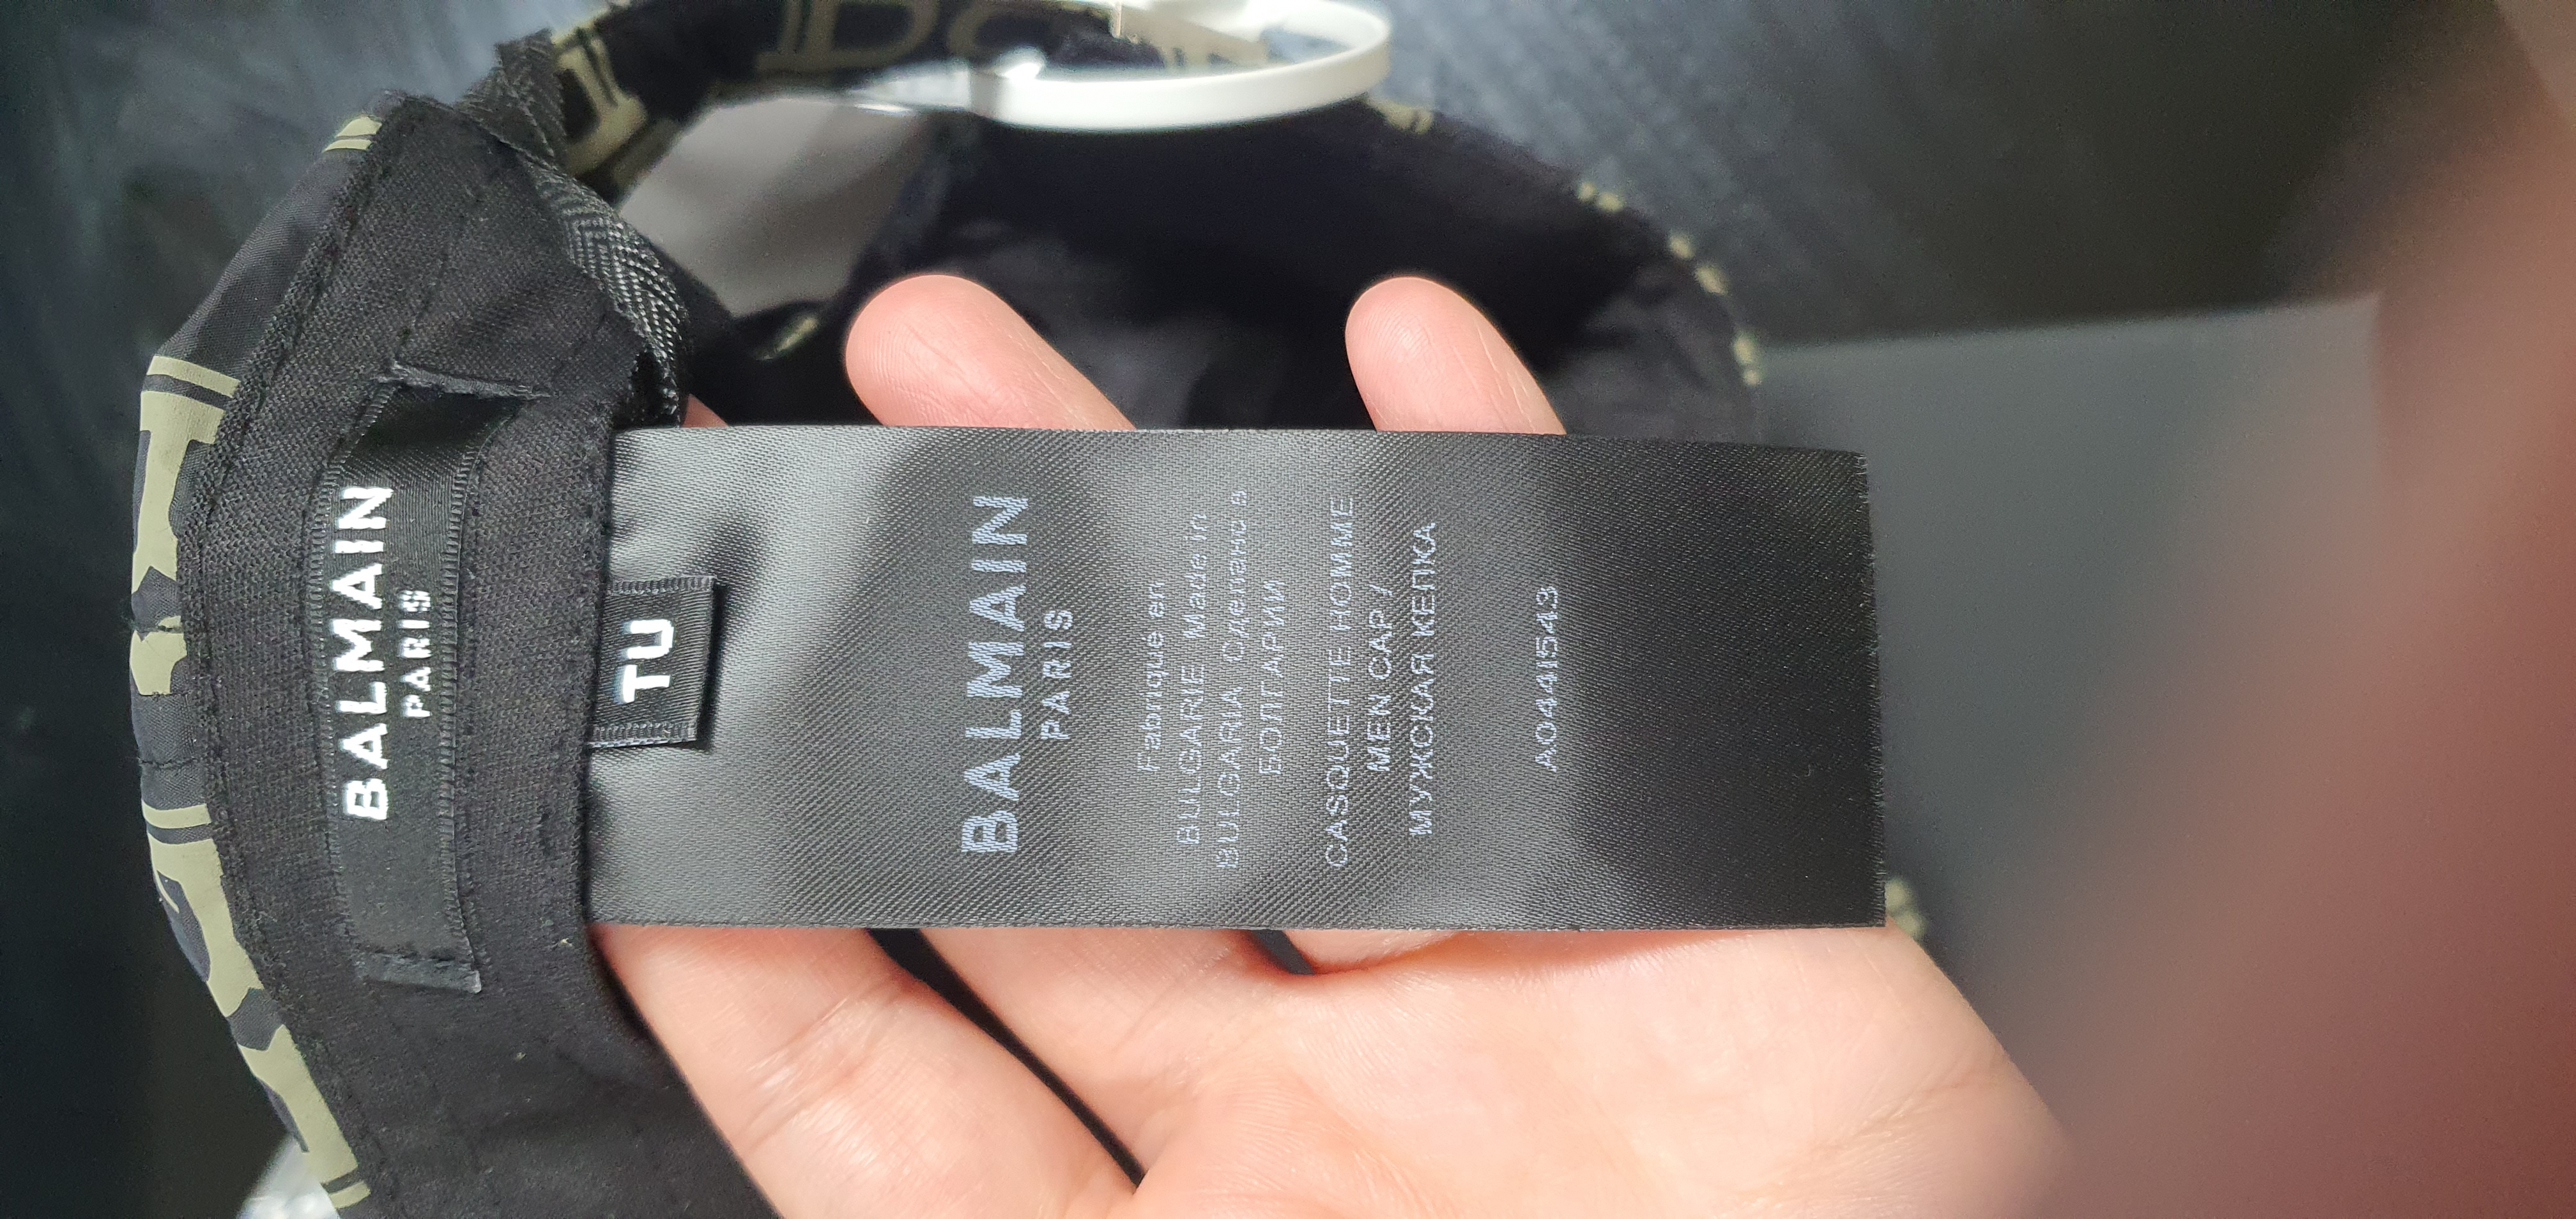 BALMAIN
PARIS
TU
BALMAIN
PARIS
Fabriqué en
BULGARIE Made in
BULGARIA Сделано в
БОЛГАРИИ
CASQUETTE HOMME
MEN CAP /
МУЖСКАЯ КЕПКА
A0441543